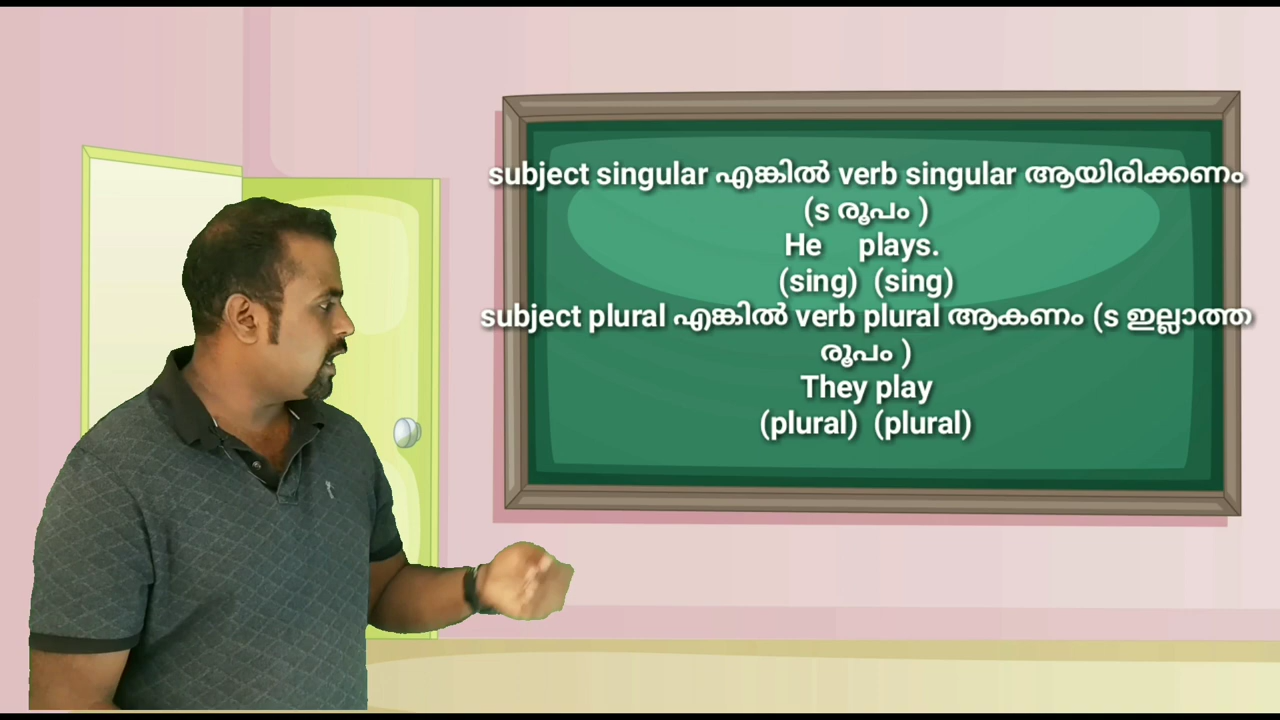 subject singular എങ്കിൽ verb singular ആയിരിക്കണം
(s രൂപം )
He plays.
(sing) (sing)
subject plural എങ്കിൽ verb plural ആകണം (s ഇല്ലാത്ത
രൂപം )
They play
(plural) (plural)